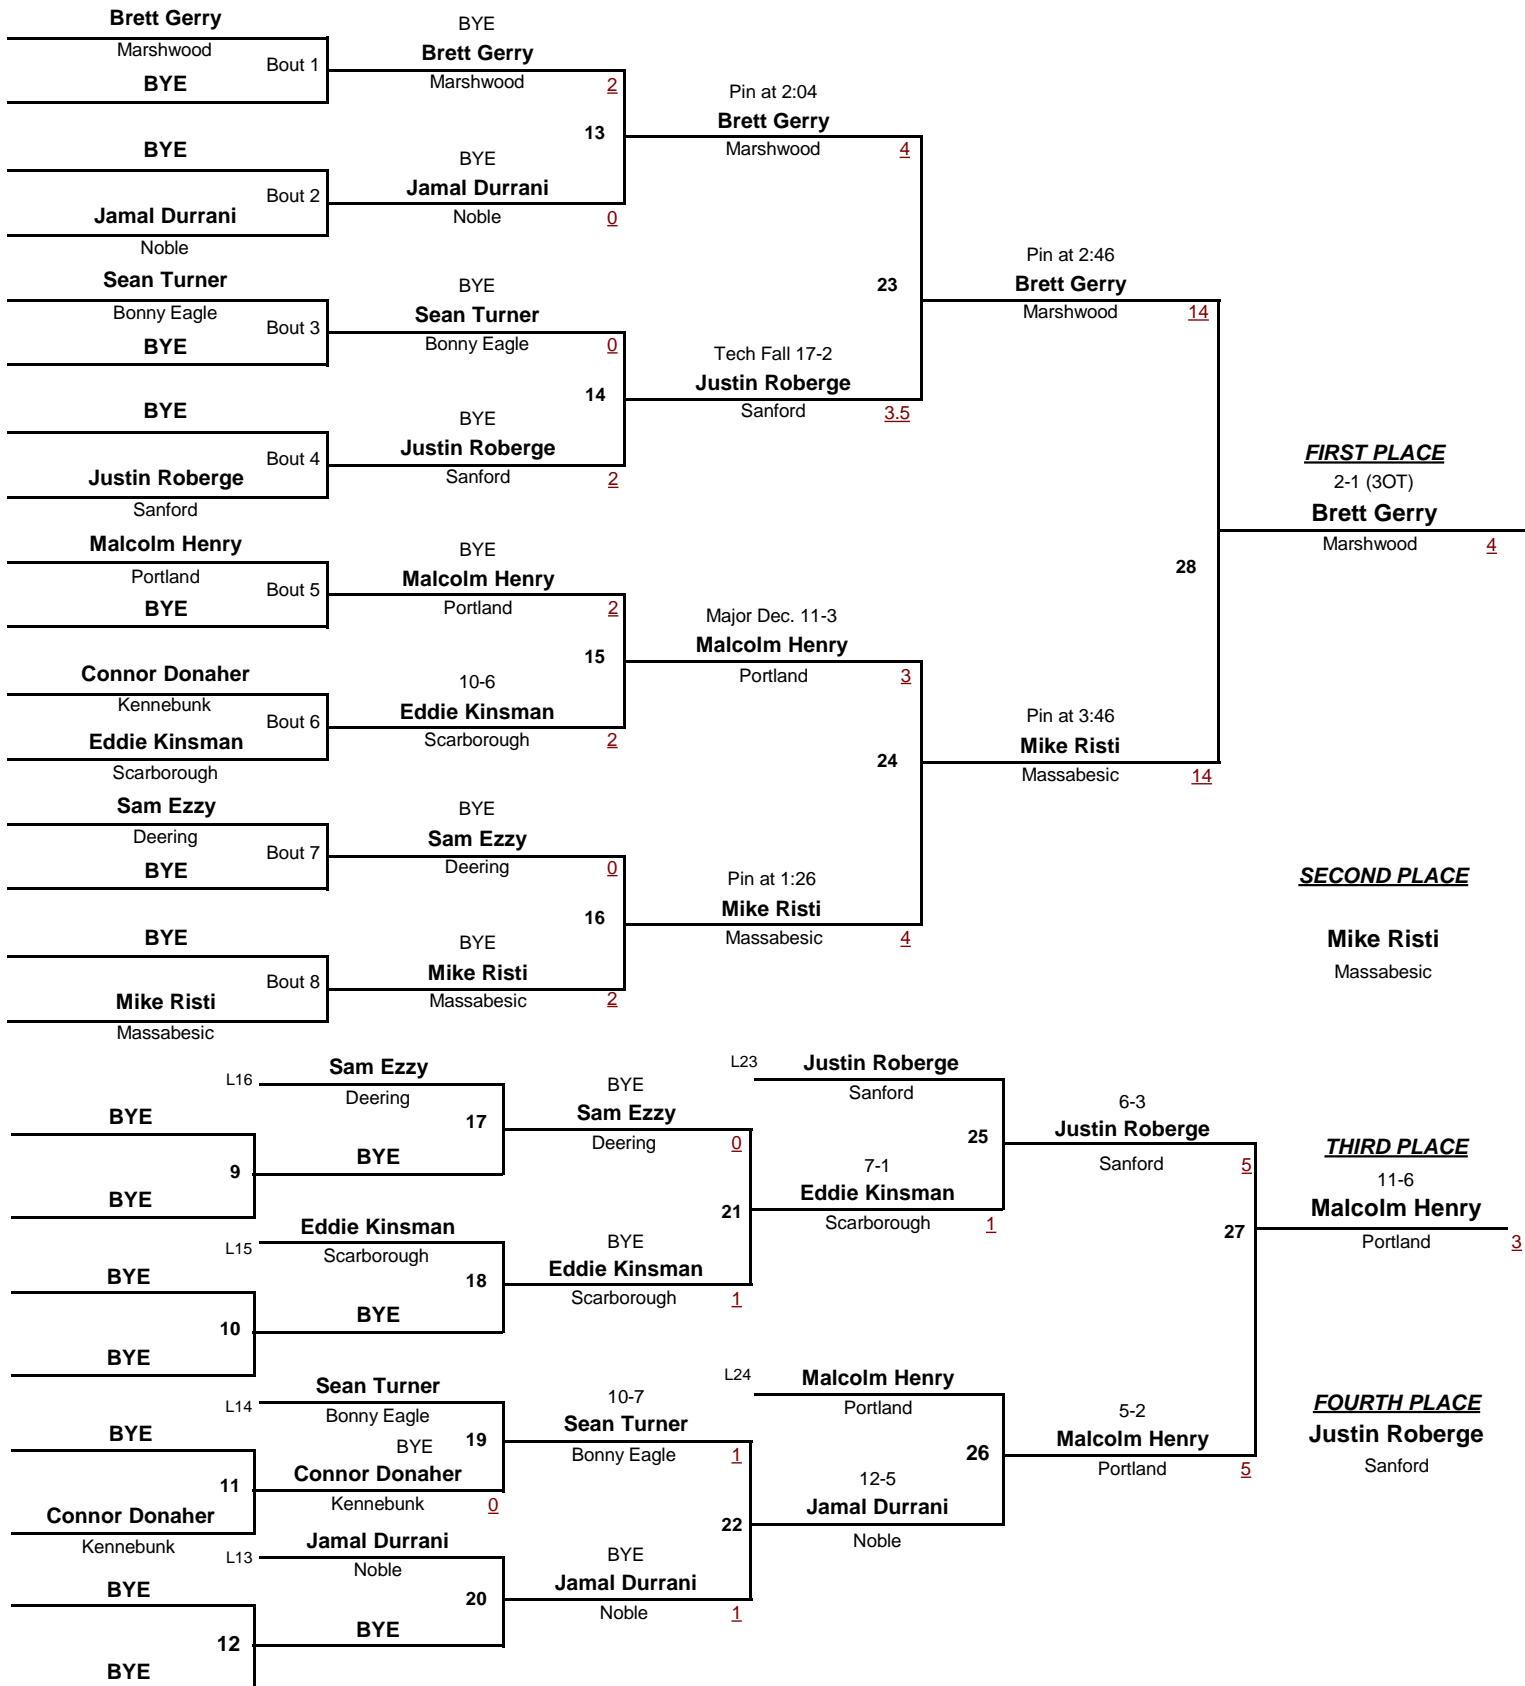 Brett Gerry
Marshwood
Bout 1
BYE
BYE
Bout 2
Jamal Durrani
Noble
Sean Turner
Bonny Eagle
Bout 3
BYE
BYE
Bout 4
Justin Roberge
Sanford
Malcolm Henry
Portland
Bout 5
BYE
Connor Donaher
Kennebunk
Bout 6
Eddie Kinsman
Scarborough
Sam Ezzy
Deering
Bout 7
BYE
BYE
Bout 8
Mike Risti
Massabesic
BYE
Brett Gerry
Marshwood 2
13
BYE
Jamal Durrani
Noble 0
BYE
Sean Turner
Bonny Eagle 0
14
BYE
Justin Roberge
Sanford 2
BYE
Malcolm Henry
Portland 2
15
10-6
Eddie Kinsman
Scarborough 2
BYE
Sam Ezzy
Deering 0
16
BYE
Mike Risti
Massabesic 2
Pin at 2:04
Brett Gerry
Marshwood 4
23
Tech Fall 17-2
Justin Roberge
Sanford 3.5
Major Dec. 11-3
Malcolm Henry
Portland 3
24
Pin at 1:26
Mike Risti
Massabesic 4
Pin at 2:46
Brett Gerry
Marshwood 14
28
Pin at 3:46
Mike Risti
Massabesic 14
FIRST PLACE
2-1 (3OT)
Brett Gerry
Marshwood 4
SECOND PLACE
Mike Risti
Massabesic
BYE
9
BYE
BYE
10
BYE
BYE
11
Connor Donaher
Kennebunk
BYE
12
BYE
L16 Sam Ezzy
Deering
17
BYE
L15 Eddie Kinsman
Scarborough
18
BYE
L14 Sean Turner
Bonny Eagle
19
BYE
Connor Donaher
Kennebunk 0
L13 Jamal Durrani
Noble
20
BYE
BYE
Sam Ezzy
Deering 0
21
BYE
Eddie Kinsman
Scarborough 1
10-7
Sean Turner
Bonny Eagle 1
22
BYE
Jamal Durrani
Noble 1
L23 Justin Roberge
Sanford
25
7-1
Eddie Kinsman
Scarborough 1
L24 Malcolm Henry
Portland
26
12-5
Jamal Durrani
Noble
6-3
Justin Roberge
Sanford 5
27
5-2
Malcolm Henry
Portland 5
THIRD PLACE
11-6
Malcolm Henry
Portland 3
FOURTH PLACE
Justin Roberge
Sanford